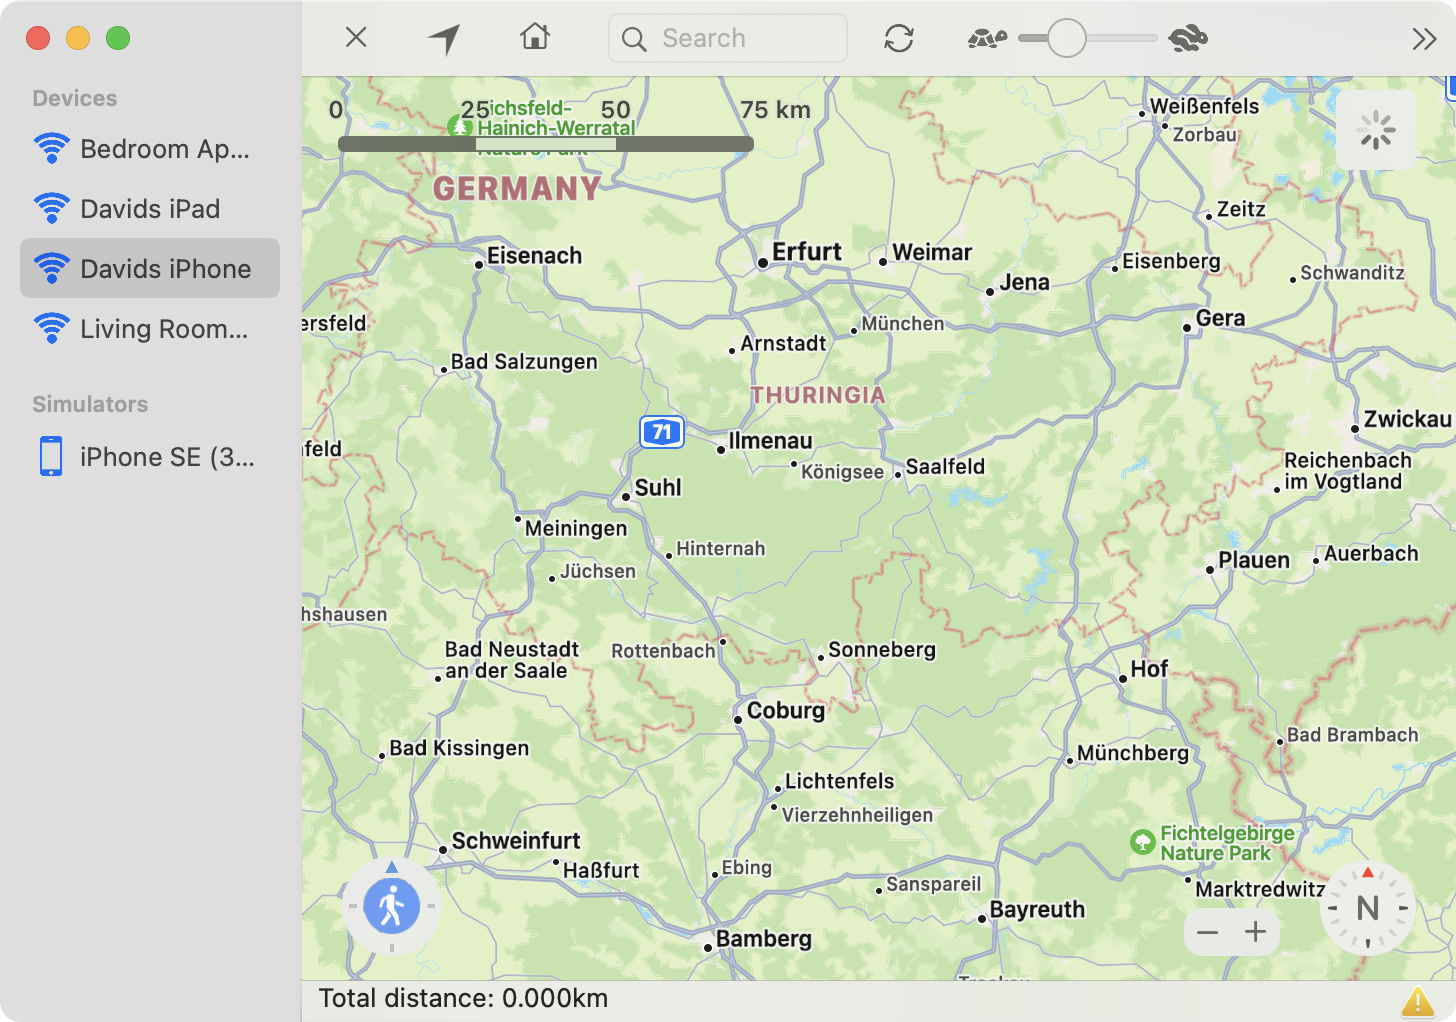 Search
Devices
Bedroom Ap...
Davids iPad
Davids iPhone
Living Room...
Simulators
iPhone SE (3...
0 25 50 75 km
ichsfeld-
Hainich-Werratal
Nature Park
GERMANY
Weißenfels
Zorbau
Zeitz
Eisenach
Erfurt
Weimar
Jena
Eisenberg
Schwanditz
ersfeld
Arnstadt
München
Gera
Bad Salzungen
THURINGIA
Zwickau
71
Ilmenau
nfeld
Königsee
Saalfeld
Reichenbach
im Vogtland
Suhl
Meiningen
Hinternah
Jüchsen
Plauen
Auerbach
hshausen
Bad Neustadt
an der Saale
Rottenbach
Sonneberg
Hof
Coburg
Bad Brambach
Bad Kissingen
Münchberg
Lichtenfels
Vierzehnheiligen
Schweinfurt
Haßfurt
Fichtelgebirge
Nature Park
Ebing
Sanspareil
Marktredwitz
Bayreuth
Bamberg
N
Total distance: 0.000km